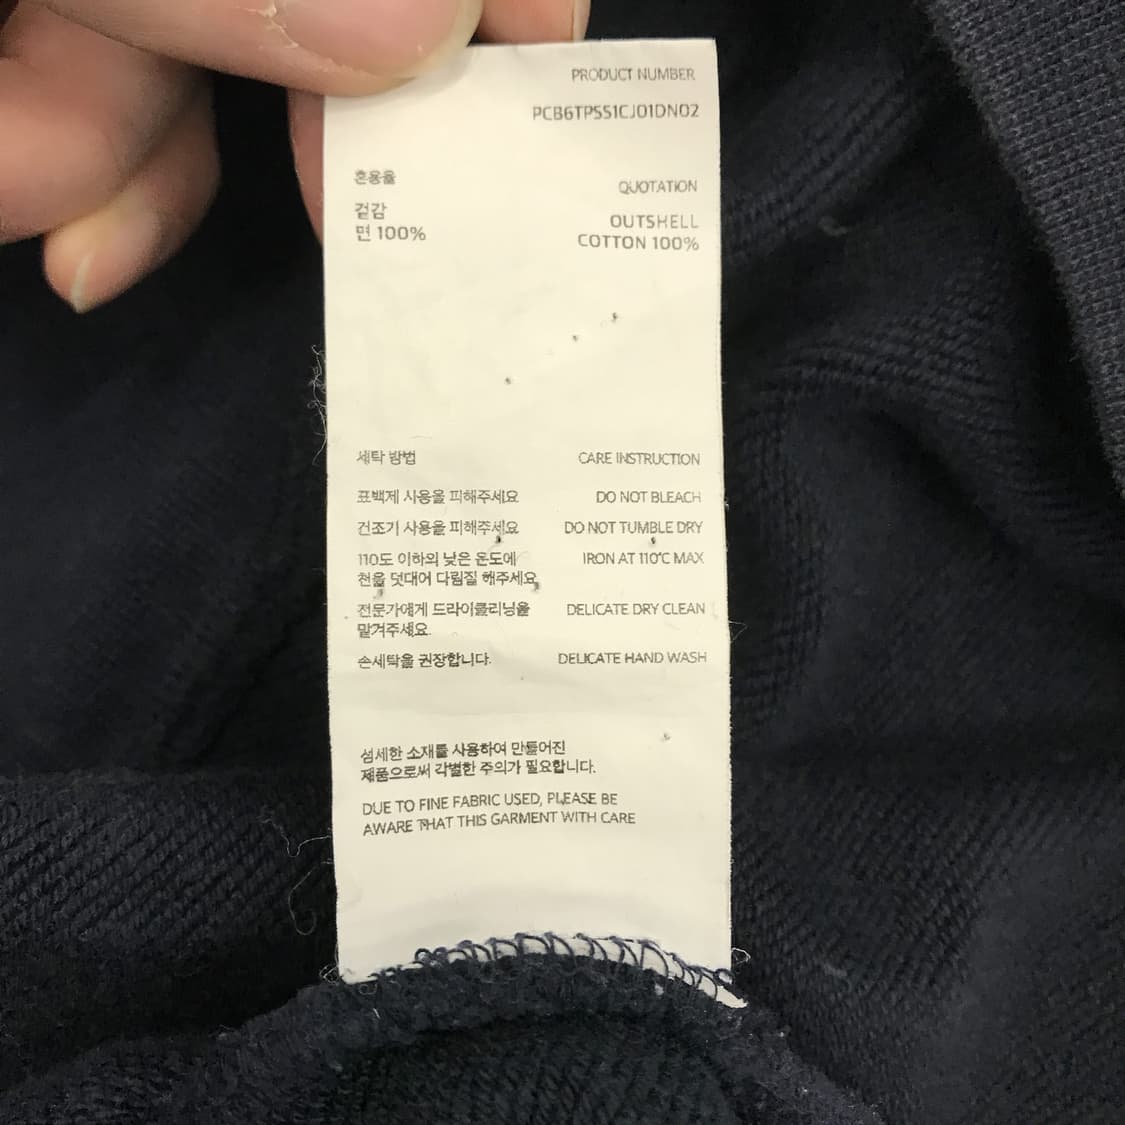 PRODUCT NUMBER
PCB6TPSS1CJ01DN02
혼용율
QUOTATION
겉감
면 100%
OUTSHELL
COTTON 100%
세탁 방법
CARE INSTRUCTION
표백제 사용을 피해주세요
DO NOT BLEACH
건조기 사용을 피해주세요
DO NOT TUMBLE DRY
110도 이하의 낮은 온도에
천을 덧대어 다림질 해주세요
IRON AT 110°C MAX
전문가에게 드라이클리닝을
맡겨주세요.
DELICATE DRY CLEAN
손세탁을 권장합니다.
DELICATE HAND WASH
섬세한 소재를 사용하여 만들어진
제품으로써 각별한 주의가 필요합니다.
DUE TO FINE FABRIC USED, PLEASE BE
AWARE THAT THIS GARMENT WITH CARE